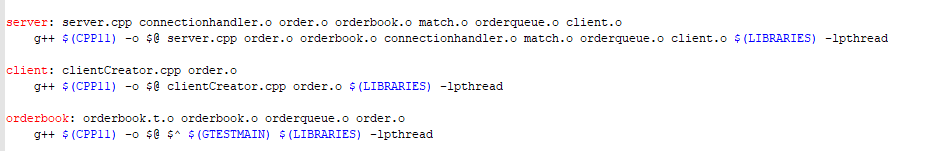 server: server.cpp connectionhandler.o order.o orderbook.o match.o orderqueue.o client.o
g++ $(CPP11) -o $@ server.cpp order.o orderbook.o connectionhandler.o match.o orderqueue.o client.o $(LIBRARIES) -lpthread
client: clientCreator.cpp order.o
g++ $(CPP11) -o $@ clientCreator.cpp order.o $(LIBRARIES) -lpthread
orderbook: orderbook.t.o orderbook.o orderqueue.o order.o
g++ $(CPP11) -o $@ $^ $(GTESTMAIN) $(LIBRARIES) -lpthread